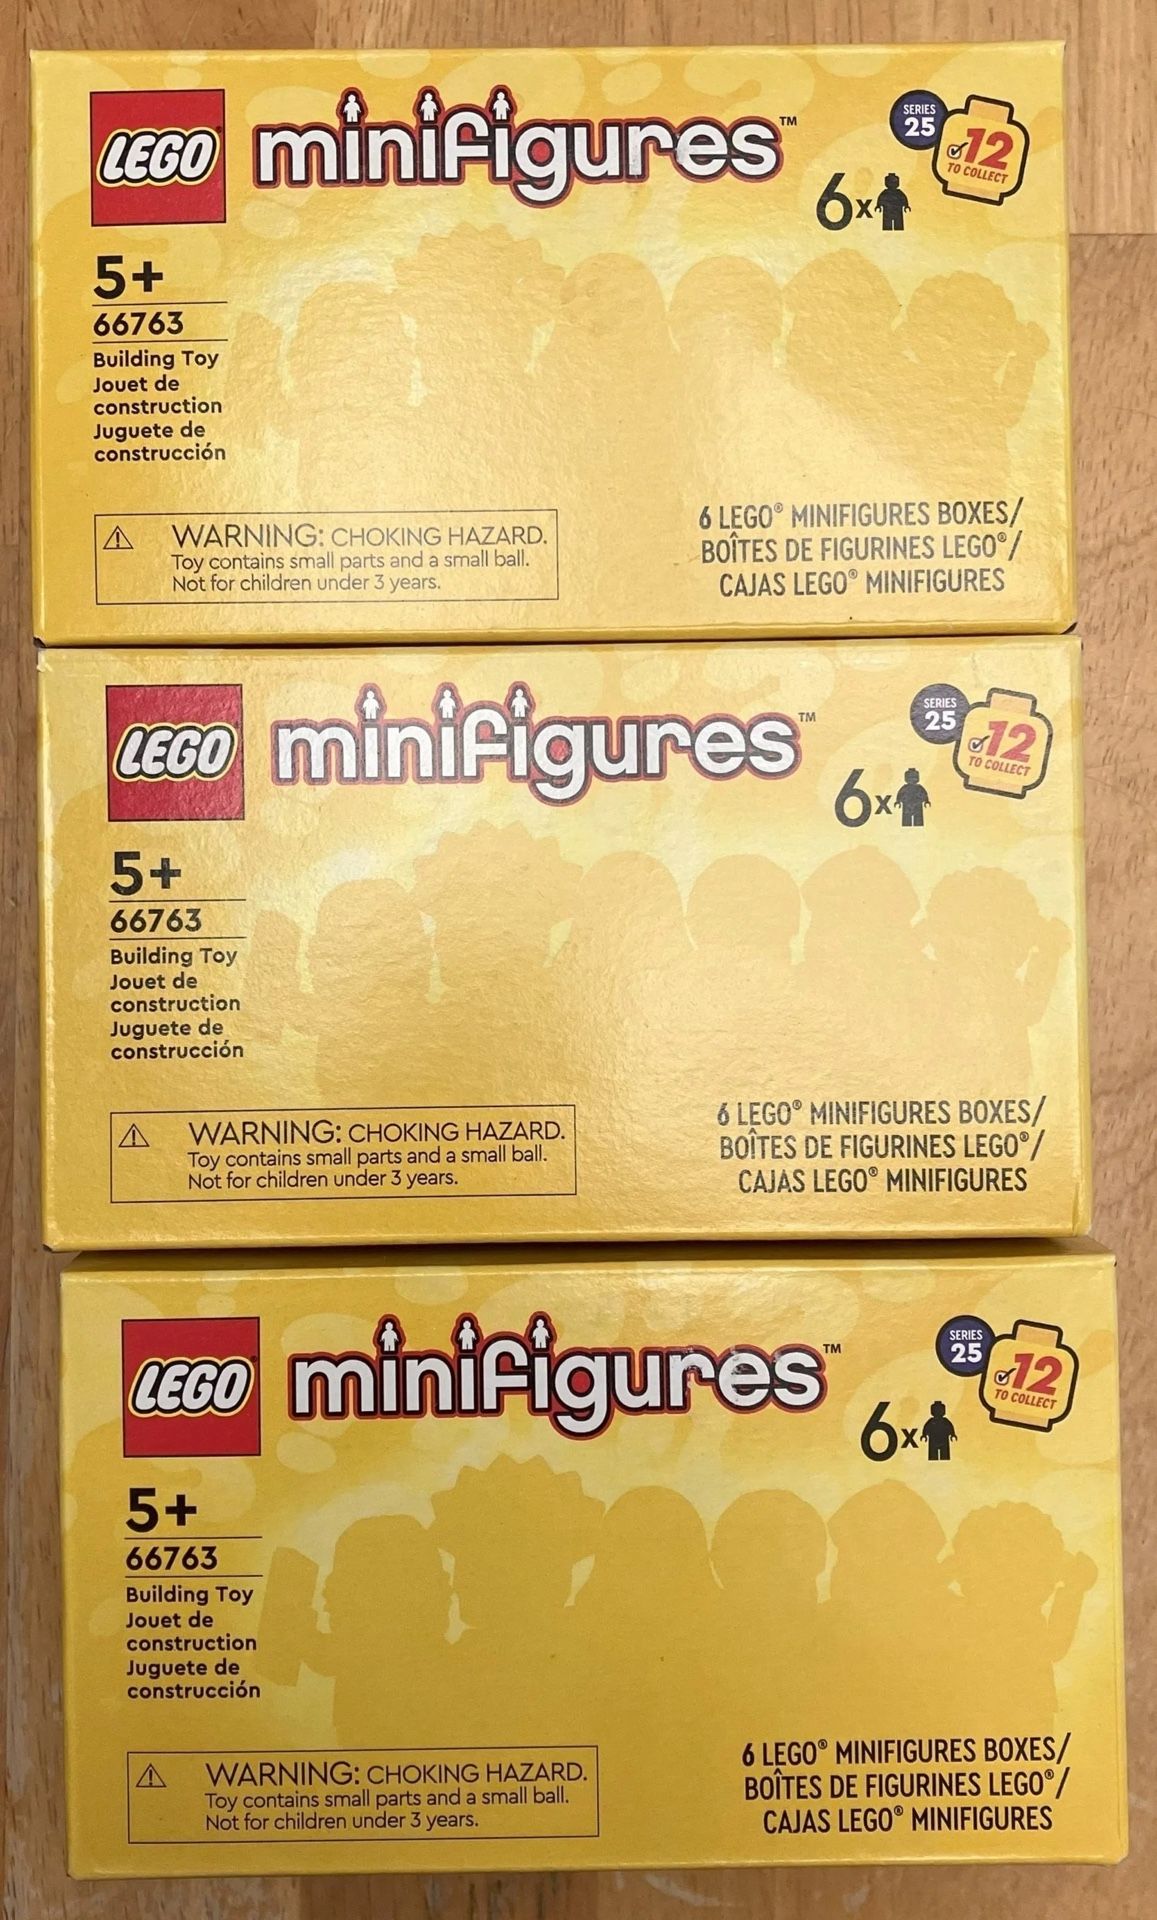 LEGO minifigures™
SERIES
25
12
TO COLLECT
6x
5+
66763
Building Toy
Jouet de
construction
Juguete de
construcción
WARNING: CHOKING HAZARD.
Toy contains small parts and a small ball.
Not for children under 3 years.
6 LEGO® MINIFIGURES BOXES/
BOÎTES DE FIGURINES LEGO®/
CAJAS LEGO® MINIFIGURES
LEGO minifigures™
SERIES
25
12
TO COLLECT
6x
5+
66763
Building Toy
Jouet de
construction
Juguete de
construcción
WARNING: CHOKING HAZARD.
Toy contains small parts and a small ball.
Not for children under 3 years.
6 LEGO® MINIFIGURES BOXES/
BOÎTES DE FIGURINES LEGO®/
CAJAS LEGO® MINIFIGURES
LEGO® minifigures™
SERIES
25
12
TO COLLECT
6x
5+
66763
Building Toy
Jouet de
construction
Juguete de
construcción
WARNING: CHOKING HAZARD.
Toy contains small parts and a small ball.
Not for children under 3 years.
6 LEGO® MINIFIGURES BOXES/
BOÎTES DE FIGURINES LEGO®/
CAJAS LEGO® MINIFIGURES